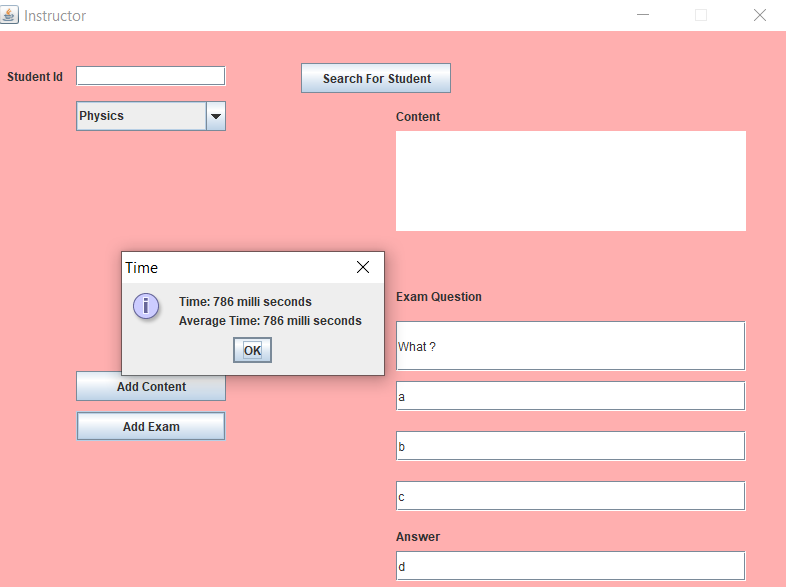 Instructor
Student Id
Search For Student
Physics
Content
Time
Time: 786 milli seconds
Average Time: 786 milli seconds
OK
Exam Question
What ?
Add Content
a
Add Exam
b
c
Answer
d